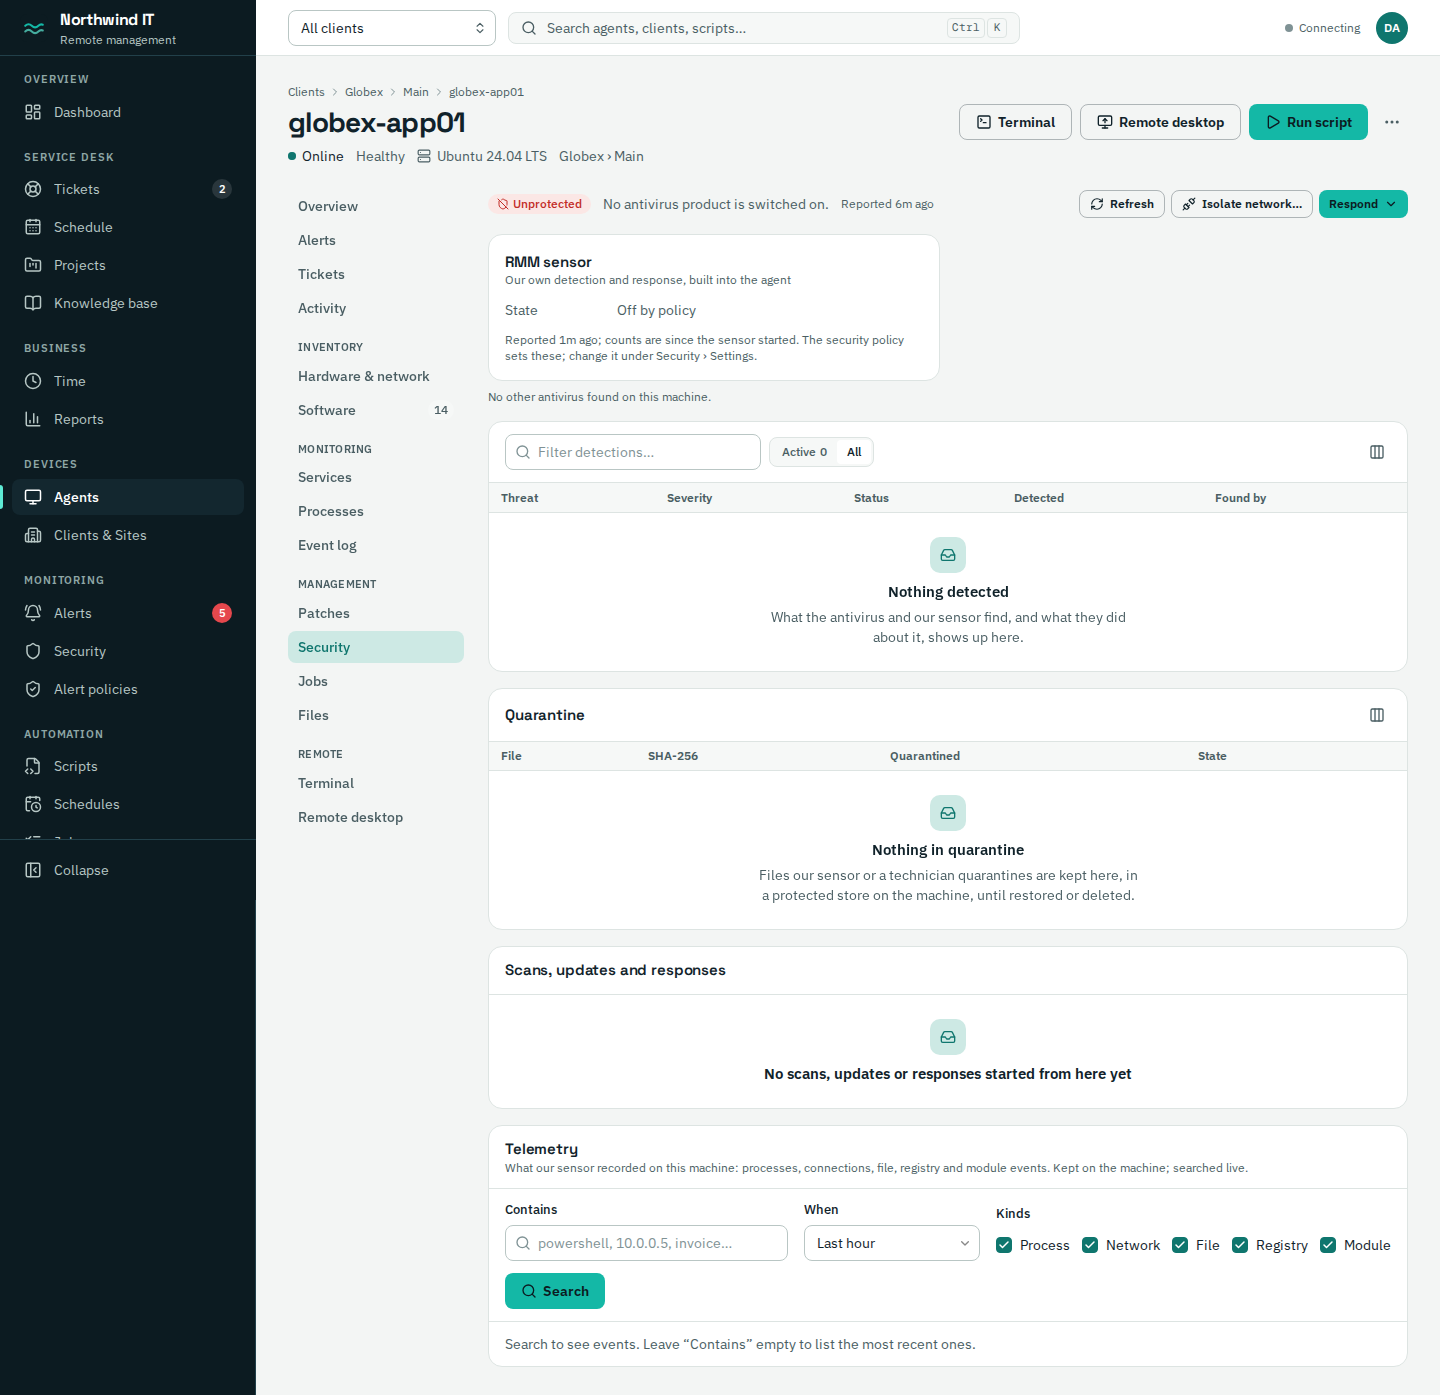 Northwind IT
Remote management
All clients
Search agents, clients, scripts...
Ctrl K
Connecting
DA
OVERVIEW
Dashboard
SERVICE DESK
Tickets 2
Schedule
Projects
Knowledge base
BUSINESS
Time
Reports
DEVICES
Agents
Clients & Sites
MONITORING
Alerts 5
Security
Alert policies
AUTOMATION
Scripts
Schedules
Collapse
Clients > Globex > Main > globex-app01
globex-app01
Terminal
Remote desktop
Run script
Online Healthy Ubuntu 24.04 LTS Globex › Main
Overview
Alerts
Tickets
Activity
INVENTORY
Hardware & network
Software 14
MONITORING
Services
Processes
Event log
MANAGEMENT
Patches
Security
Jobs
Files
REMOTE
Terminal
Remote desktop
Unprotected No antivirus product is switched on. Reported 6m ago
Refresh
Isolate network...
Respond
RMM sensor
Our own detection and response, built into the agent
State Off by policy
Reported 1m ago; counts are since the sensor started. The security policy
sets these; change it under Security › Settings.
No other antivirus found on this machine.
Filter detections...
Active 0 All
Threat Severity Status Detected Found by
Nothing detected
What the antivirus and our sensor find, and what they did
about it, shows up here.
Quarantine
File SHA-256 Quarantined State
Nothing in quarantine
Files our sensor or a technician quarantines are kept here, in
a protected store on the machine, until restored or deleted.
Scans, updates and responses
No scans, updates or responses started from here yet
Telemetry
What our sensor recorded on this machine: processes, connections, file, registry and module events. Kept on the machine; searched live.
Contains When Kinds
powershell, 10.0.0.5, invoice... Last hour Process Network File Registry Module
Search
Search to see events. Leave “Contains” empty to list the most recent ones.